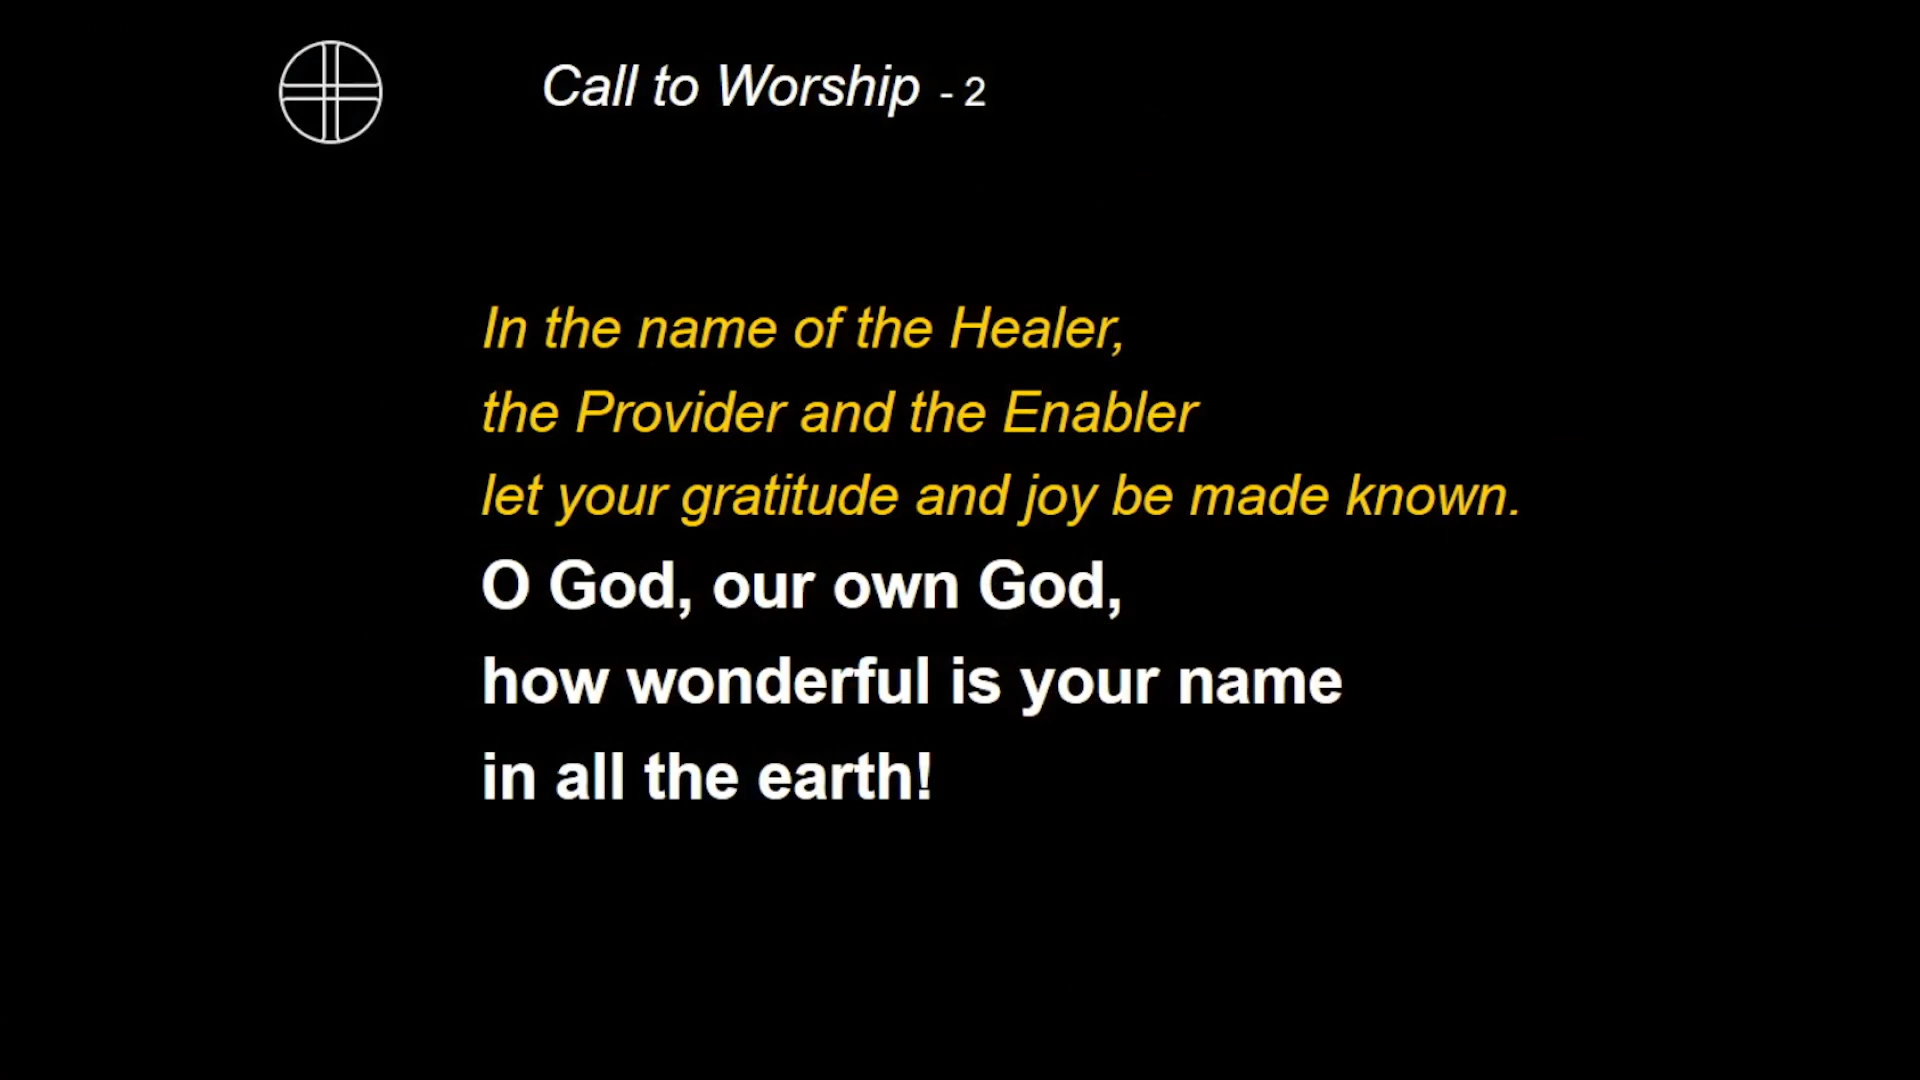 Call to Worship - 2
In the name of the Healer,
the Provider and the Enabler
let your gratitude and joy be made known.
O God, our own God,
how wonderful is your name
in all the earth!